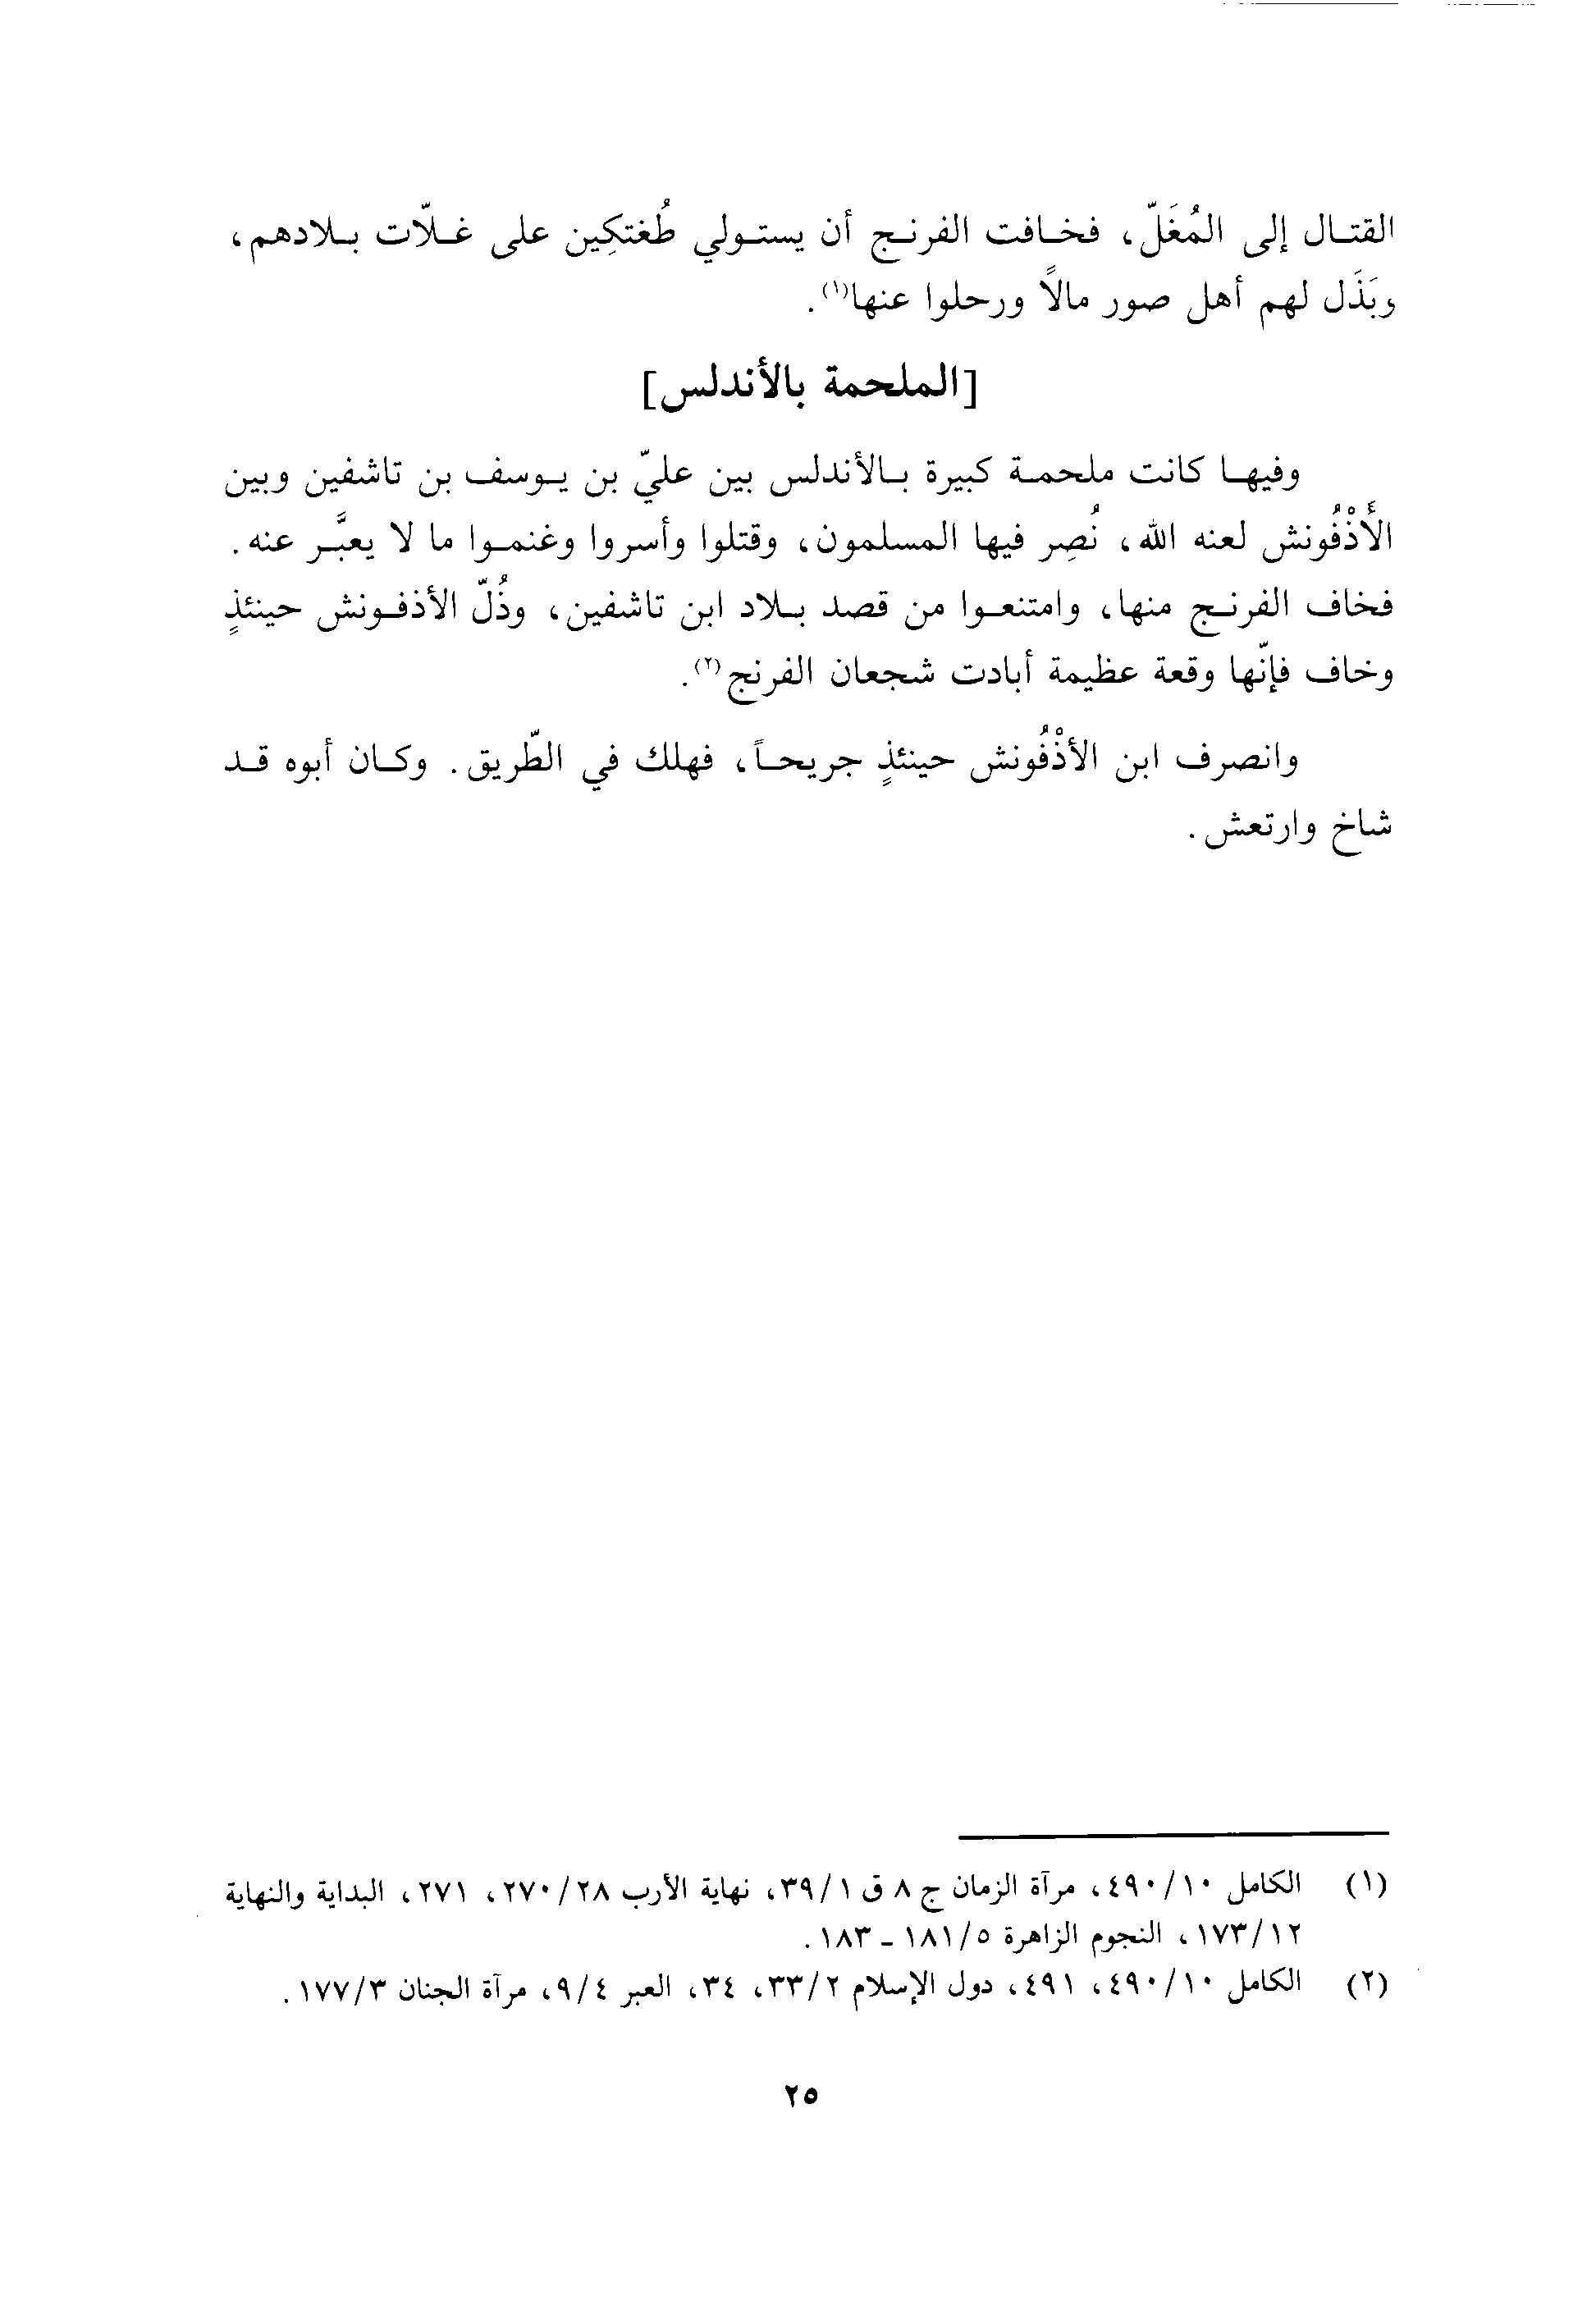 القتال إلى المُغَلّ، فخافت الفرنج أن يستولي طُغتكِين على غلّات بلادهم،
وبَذَل لهم أهل صور مالًا ورحلوا عنها(١).
[الملحمة بالأندلس]
وفيها كانت ملحمة كبيرة بالأندلس بين عليّ بن يوسف بن تاشفين وبين
الأَذْفُونش لعنه الله، نُصِر فيها المسلمون، وقتلوا وأسروا وغنموا ما لا يعبَّر عنه.
فخاف الفرنج منها، وامتنعوا من قصد بلاد ابن تاشفين، وذُلّ الأذفونش حينئذٍ
وخاف فإنّها وقعة عظيمة أبادت شجعان الفرنج(٢).
وانصرف ابن الأذْفُونش حينئذٍ جريحاً، فهلك في الطّريق. وكان أبوه قد
شاخ وارتعش.
(١) الكامل ٤٩٠/١٠، مرآة الزمان ج ٨ ق ٣٩/١، نهاية الأرب ٢٧٠/٢٨، ٢٧١، البداية والنهاية
١٧٣/١٢، النجوم الزاهرة ١٨١/٥ - ١٨٣.
(٢) الكامل ٤٩٠/١٠، ٤٩١، دول الإسلام ٣٣/٢، ٣٤، العبر ٩/٤، مرآة الجنان ١٧٧/٣.
٢٥